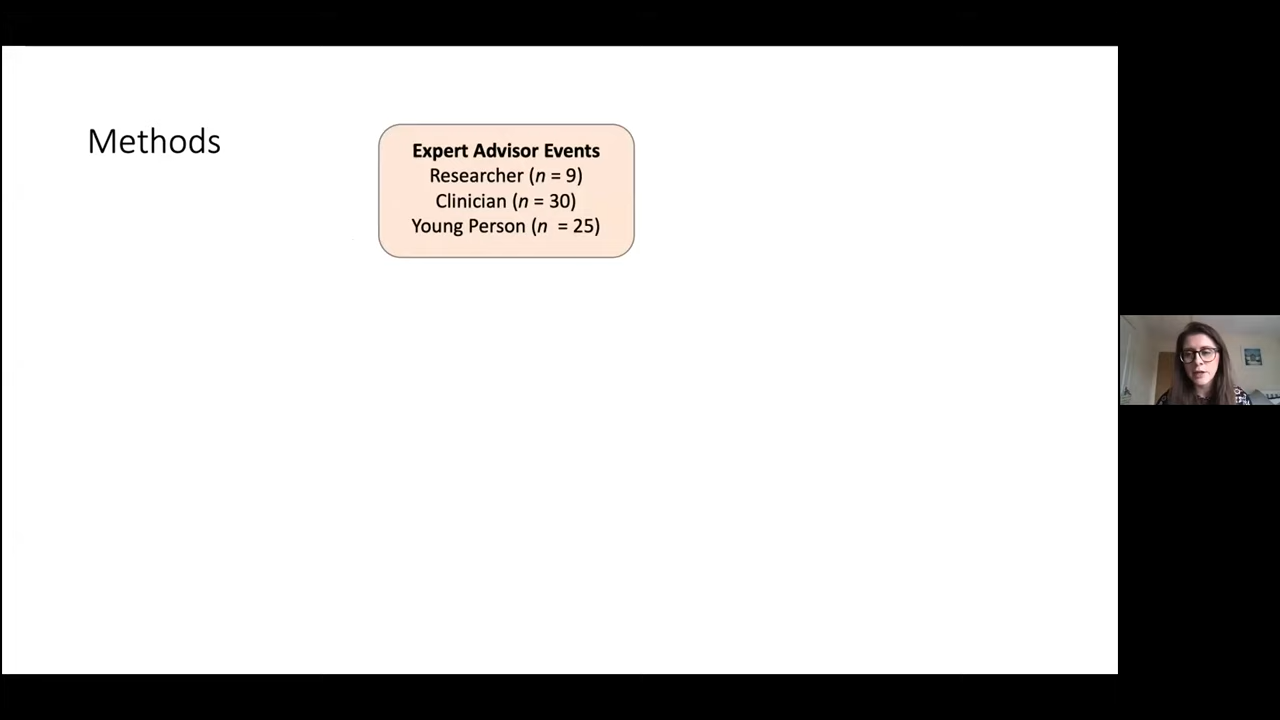 Methods
Expert Advisor Events
Researcher (n = 9)
Clinician (n = 30)
Young Person (n = 25)